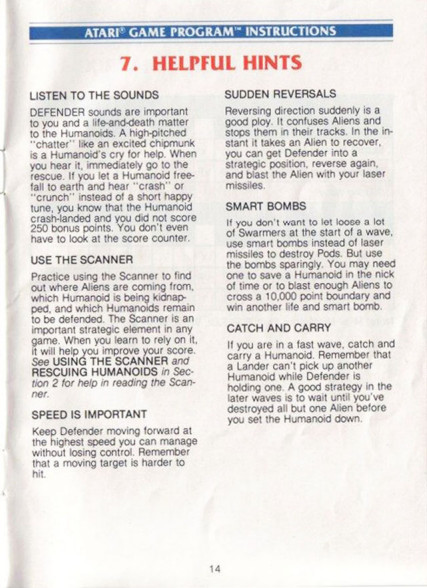 ATARI® GAME PROGRAM™ INSTRUCTIONS
7. HELPFUL HINTS
LISTEN TO THE SOUNDS
DEFENDER sounds are important
to you and a life-and-death matter
to the Humanoids. A high-pitched
"chatter" like an excited chipmunk
is a Humanoid's cry for help. When
you hear it, immediately go to the
rescue. If you let a Humanoid free-
fall to earth and hear "crash" or
"crunch" instead of a short happy
tune, you know that the Humanoid
crash-landed and you did not score
250 bonus points. You don't even
have to look at the score counter.
USE THE SCANNER
Practice using the Scanner to find
out where Aliens are coming from,
which Humanoid is being kidnap-
ped, and which Humanoids remain
to be defended. The Scanner is an
important strategic element in any
game. When you learn to rely on it,
it will help you improve your score.
See USING THE SCANNER and
RESCUING HUMANOIDS in Sec-
tion 2 for help in reading the Scan-
ner.
SPEED IS IMPORTANT
Keep Defender moving forward at
the highest speed you can manage
without losing control. Remember
that a moving target is harder to
hit.
SUDDEN REVERSALS
Reversing direction suddenly is a
good ploy. It confuses Aliens and
stops them in their tracks. In the in-
stant it takes an Alien to recover,
you can get Defender into a
strategic position, reverse again,
and blast the Alien with your laser
missiles.
SMART BOMBS
If you don't want to let loose a lot
of Swarmers at the start of a wave,
use smart bombs instead of laser
missiles to destroy Pods. But use
the bombs sparingly. You may need
one to save a Humanoid in the nick
of time or to blast enough Aliens to
cross a 10,000 point boundary and
win another life and smart bomb.
CATCH AND CARRY
If you are in a fast wave, catch and
carry a Humanoid. Remember that
a Lander can't pick up another
Humanoid while Defender is
holding one. A good strategy in the
later waves is to wait until you've
destroyed all but one Alien before
you set the Humanoid down.
14